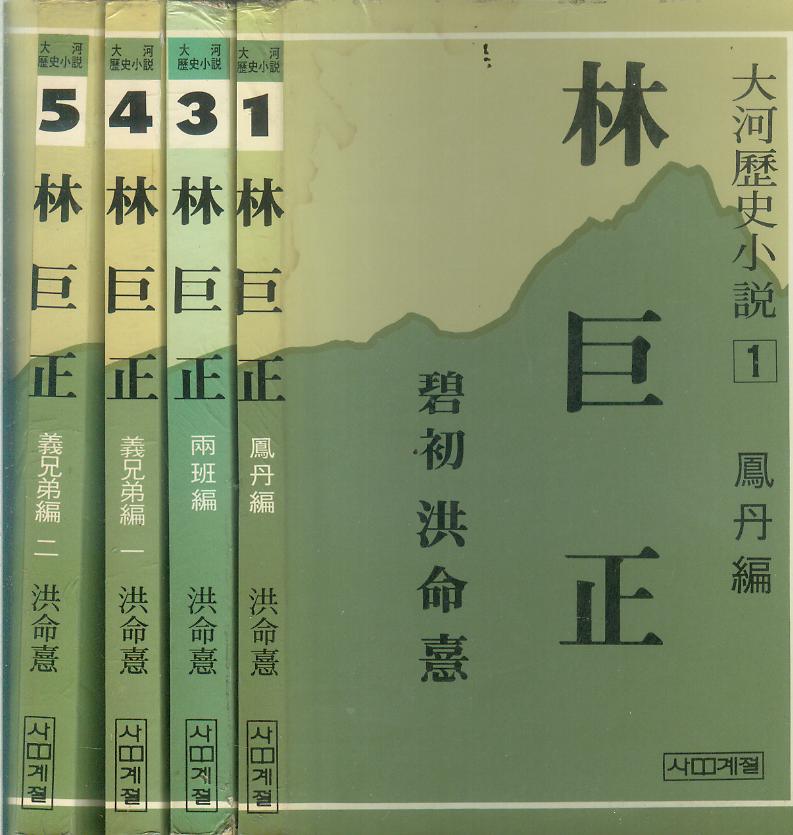 大河
歷史小説
5
林巨正
義兄弟編 二
洪命憙
사계절
大河
歷史小説
4
林巨正
義兄弟編 一
洪命憙
사계절
大河
歷史小説
3
林巨正
兩班編
洪命憙
사계절
大河
歷史小説
1
林巨正
鳳丹編
洪命憙
사계절
大河歷史小説 1 鳳丹編
林巨正
碧初 洪命憙
사계절